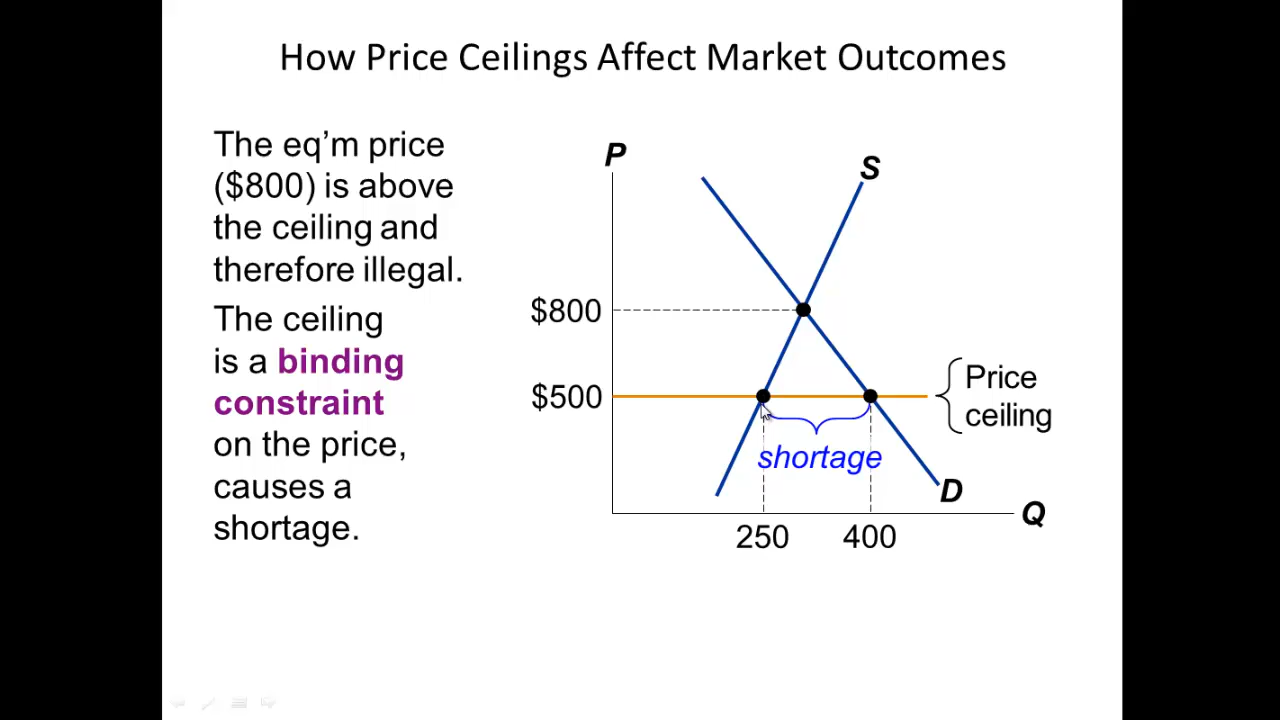 How Price Ceilings Affect Market Outcomes
The eq’m price
($800) is above
the ceiling and
therefore illegal.
The ceiling
is a binding
constraint
on the price,
causes a
shortage.
P
S
$800
$500
Price
ceiling
shortage
D
Q
250
400